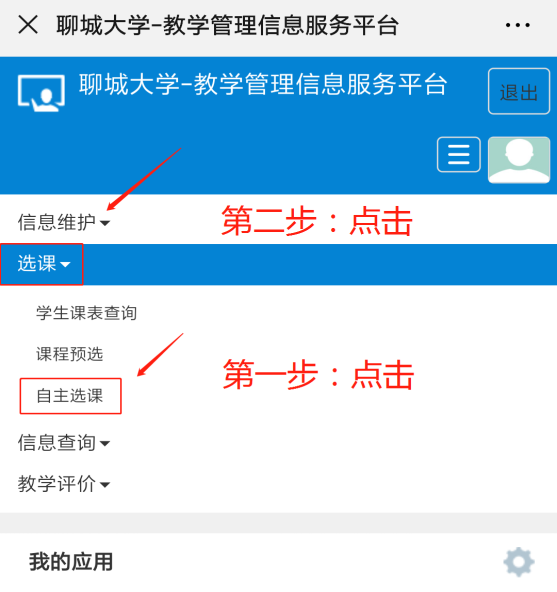 聊城大学-教学管理信息服务平台
聊城大学-教学管理信息服务平台
退出
信息维护
第二步：点击
选课
学生课表查询
课程预选
第一步：点击
自主选课
信息查询
教学评价
我的应用